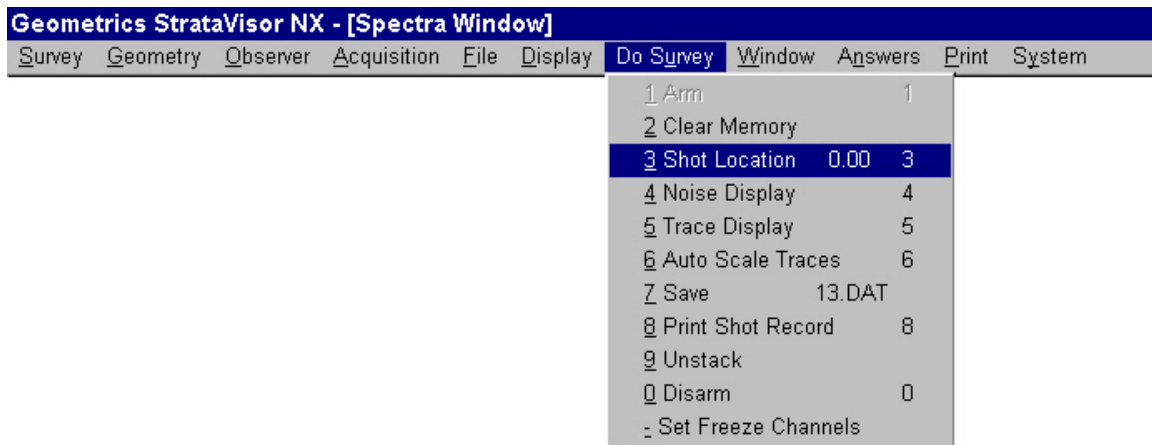 Geometrics StrataVisor NX - [Spectra Window]
Survey Geometry Observer Acquisition File Display Do Survey Window Answers Print System
1 Arm 1
2 Clear Memory
3 Shot Location 0.00 3
4 Noise Display 4
5 Trace Display 5
6 Auto Scale Traces 6
7 Save 13.DAT
8 Print Shot Record 8
9 Unstack
0 Disarm 0
- Set Freeze Channels